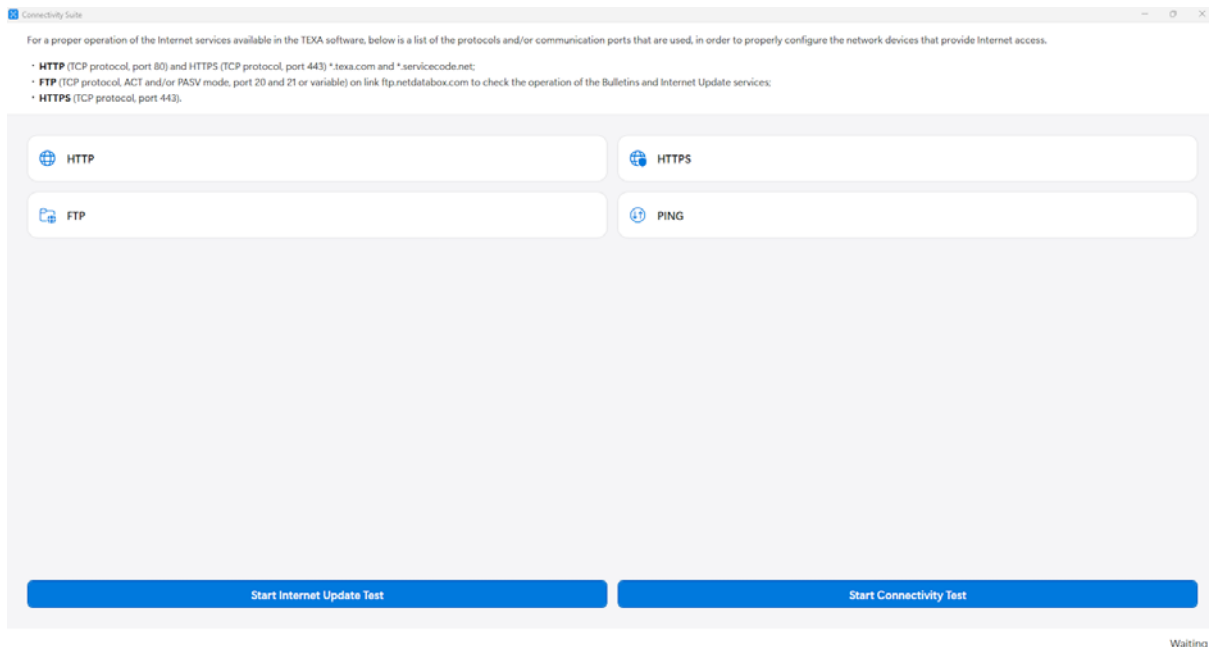 Connectivity Suite
For a proper operation of the Internet services available in the TEXA software, below is a list of the protocols and/or communication ports that are used, in order to properly configure the network devices that provide Internet access.
• HTTP (TCP protocol, port 80) and HTTPS (TCP protocol, port 443) *.texa.com and *.servicecode.net;
• FTP (TCP protocol, ACT and/or PASV mode, port 20 and 21 or variable) on link ftp.netdatabox.com to check the operation of the Bulletins and Internet Update services;
• HTTPS (TCP protocol, port 443).
HTTP
HTTPS
FTP
PING
Start Internet Update Test
Start Connectivity Test
Waiting